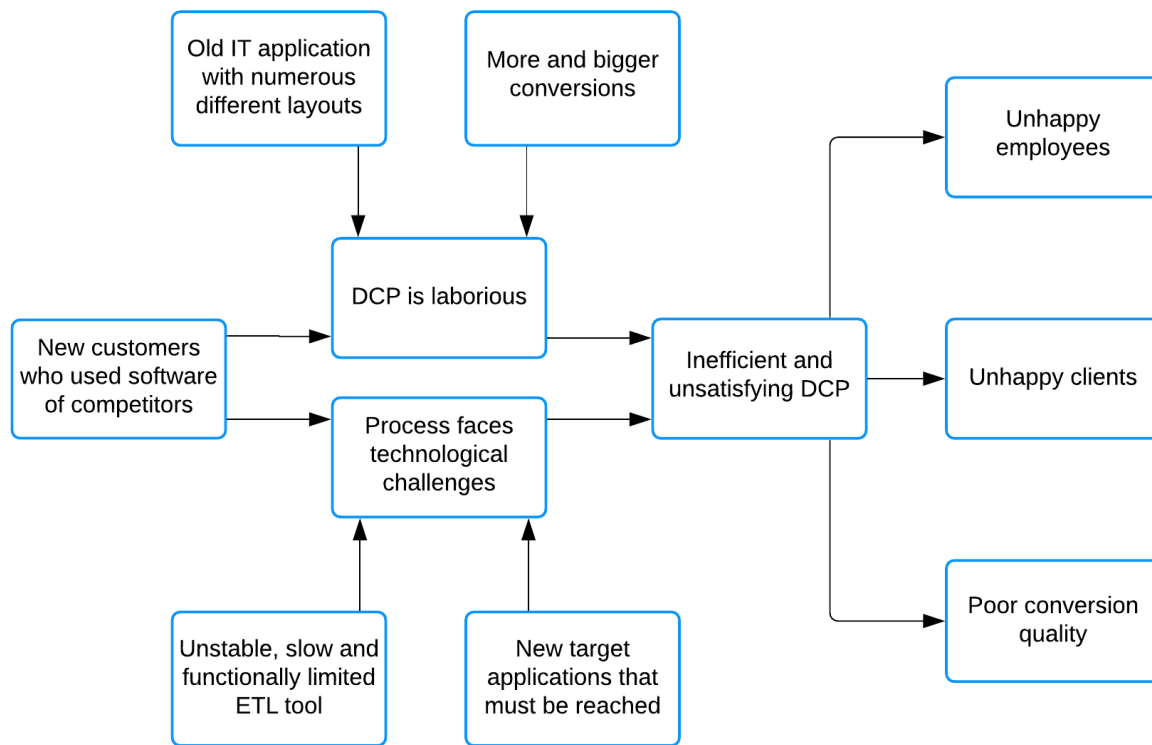 Old IT application
with numerous
different layouts
More and bigger
conversions
Unhappy
employees
DCP is laborious
New customers
who used software
of competitors
Inefficient and
unsatisfying DCP
Unhappy clients
Process faces
technological
challenges
Unstable, slow and
functionally limited
ETL tool
New target
applications that
must be reached
Poor conversion
quality